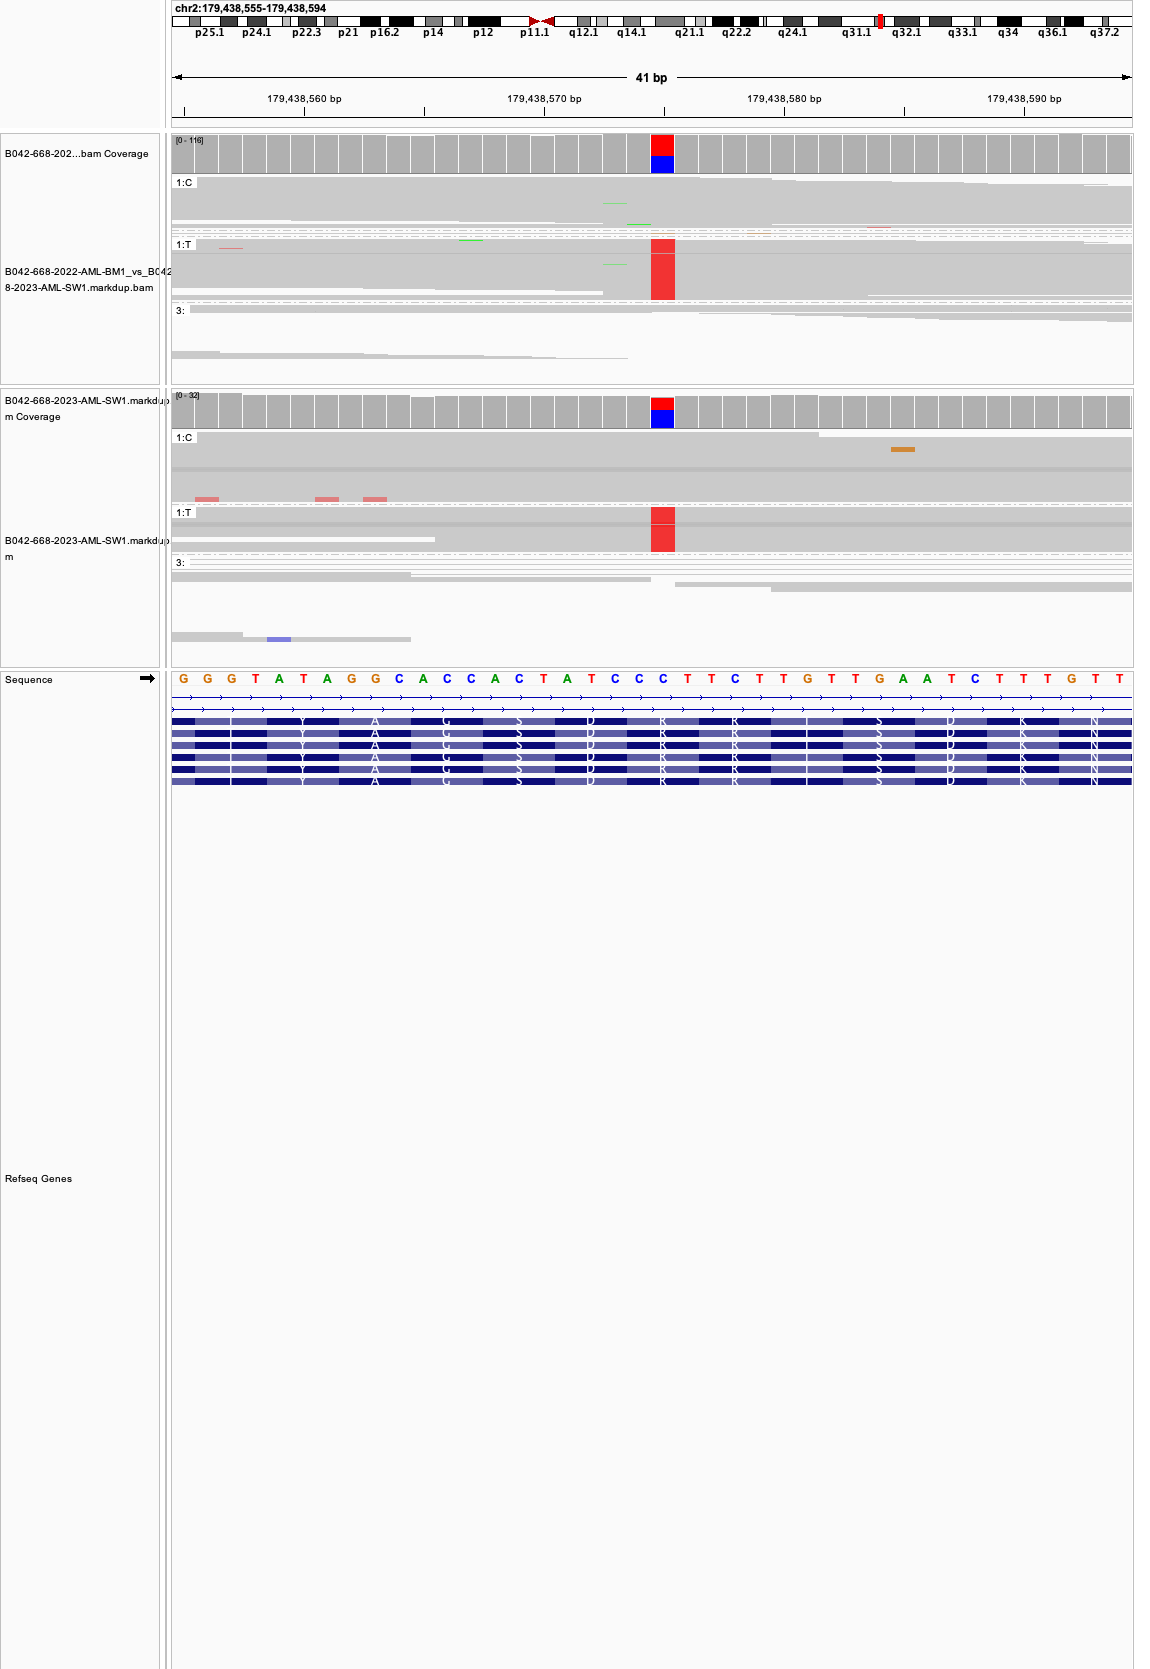 chr2:179,438,555-179,438,594
p25.1 p24.1 p22.3 p21 p16.2 p14 p12 p11.1 q12.1 q14.1 q21.1 q22.2 q24.1 q31.1 q32.1 q33.1 q34 q36.1 q37.2
41 bp
179,438,560 bp 179,438,570 bp 179,438,580 bp 179,438,590 bp
[0 - 116]
B042-668-202...bam Coverage
1:C
1:T
B042-668-2022-AML-BM1_vs_B042
8-2023-AML-SW1.markdup.bam
3:
[0 - 32]
B042-668-2023-AML-SW1.markdup
m Coverage
1:C
1:T
B042-668-2023-AML-SW1.markdup
m
3:
Sequence
G G G T A T A G G C A C C A C T A T C C C T T C T T G T T G A A T C T T T G T T
I Y A G S D R R T S D K N
I Y A G S D R R T S D K N
I Y A G S D R R T S D K N
I Y A G S D R R T S D K N
I Y A G S D R R T S D K N
I Y A G S D R R T S D K N
Refseq Genes